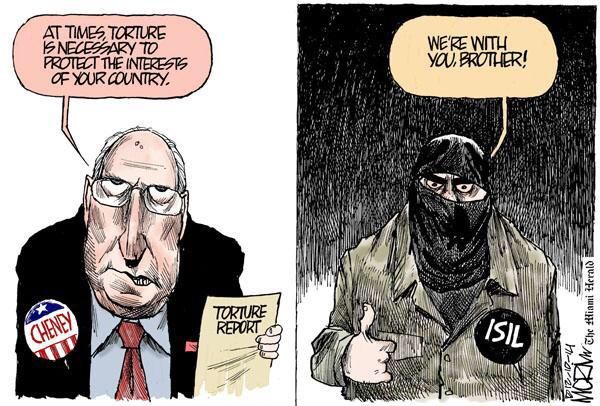 AT TIMES, TORTURE
IS NECESSARY TO
PROTECT THE INTERESTS
OF YOUR COUNTRY.
CHENEY
TORTURE
REPORT
WE'RE WITH
YOU, BROTHER!
ISIL
The Miami Herald
MORIN